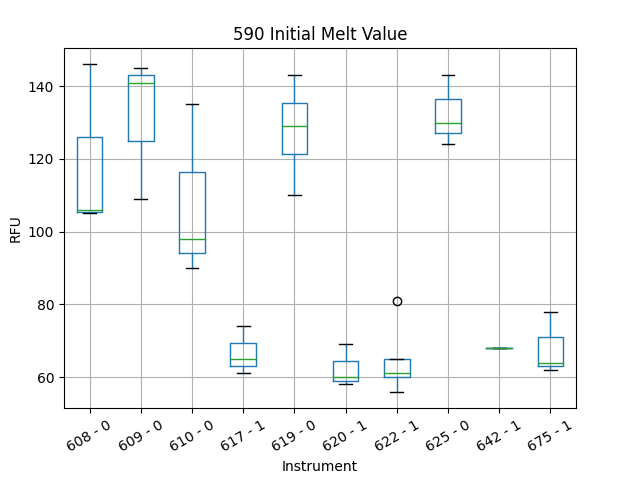 590 Initial Melt Value
140
120
100
80
60
RFU
608 - 0
609 - 0
610 - 0
617 - 1
619 - 0
620 - 1
622 - 1
625 - 0
642 - 1
675 - 1
Instrument